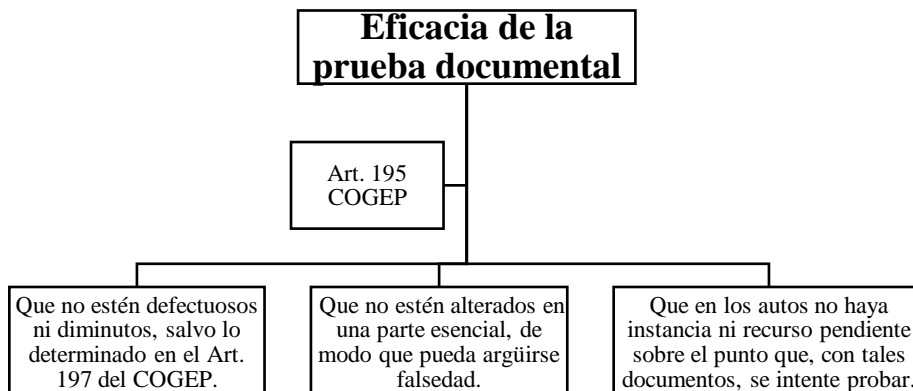 Eficacia de la
prueba documental
Art. 195
COGEP
Que no estén defectuosos
ni diminutos, salvo lo
determinado en el Art.
197 del COGEP.
Que no estén alterados en
una parte esencial, de
modo que pueda argüirse
falsedad.
Que en los autos no haya
instancia ni recurso pendiente
sobre el punto que, con tales
documentos, se intente probar.